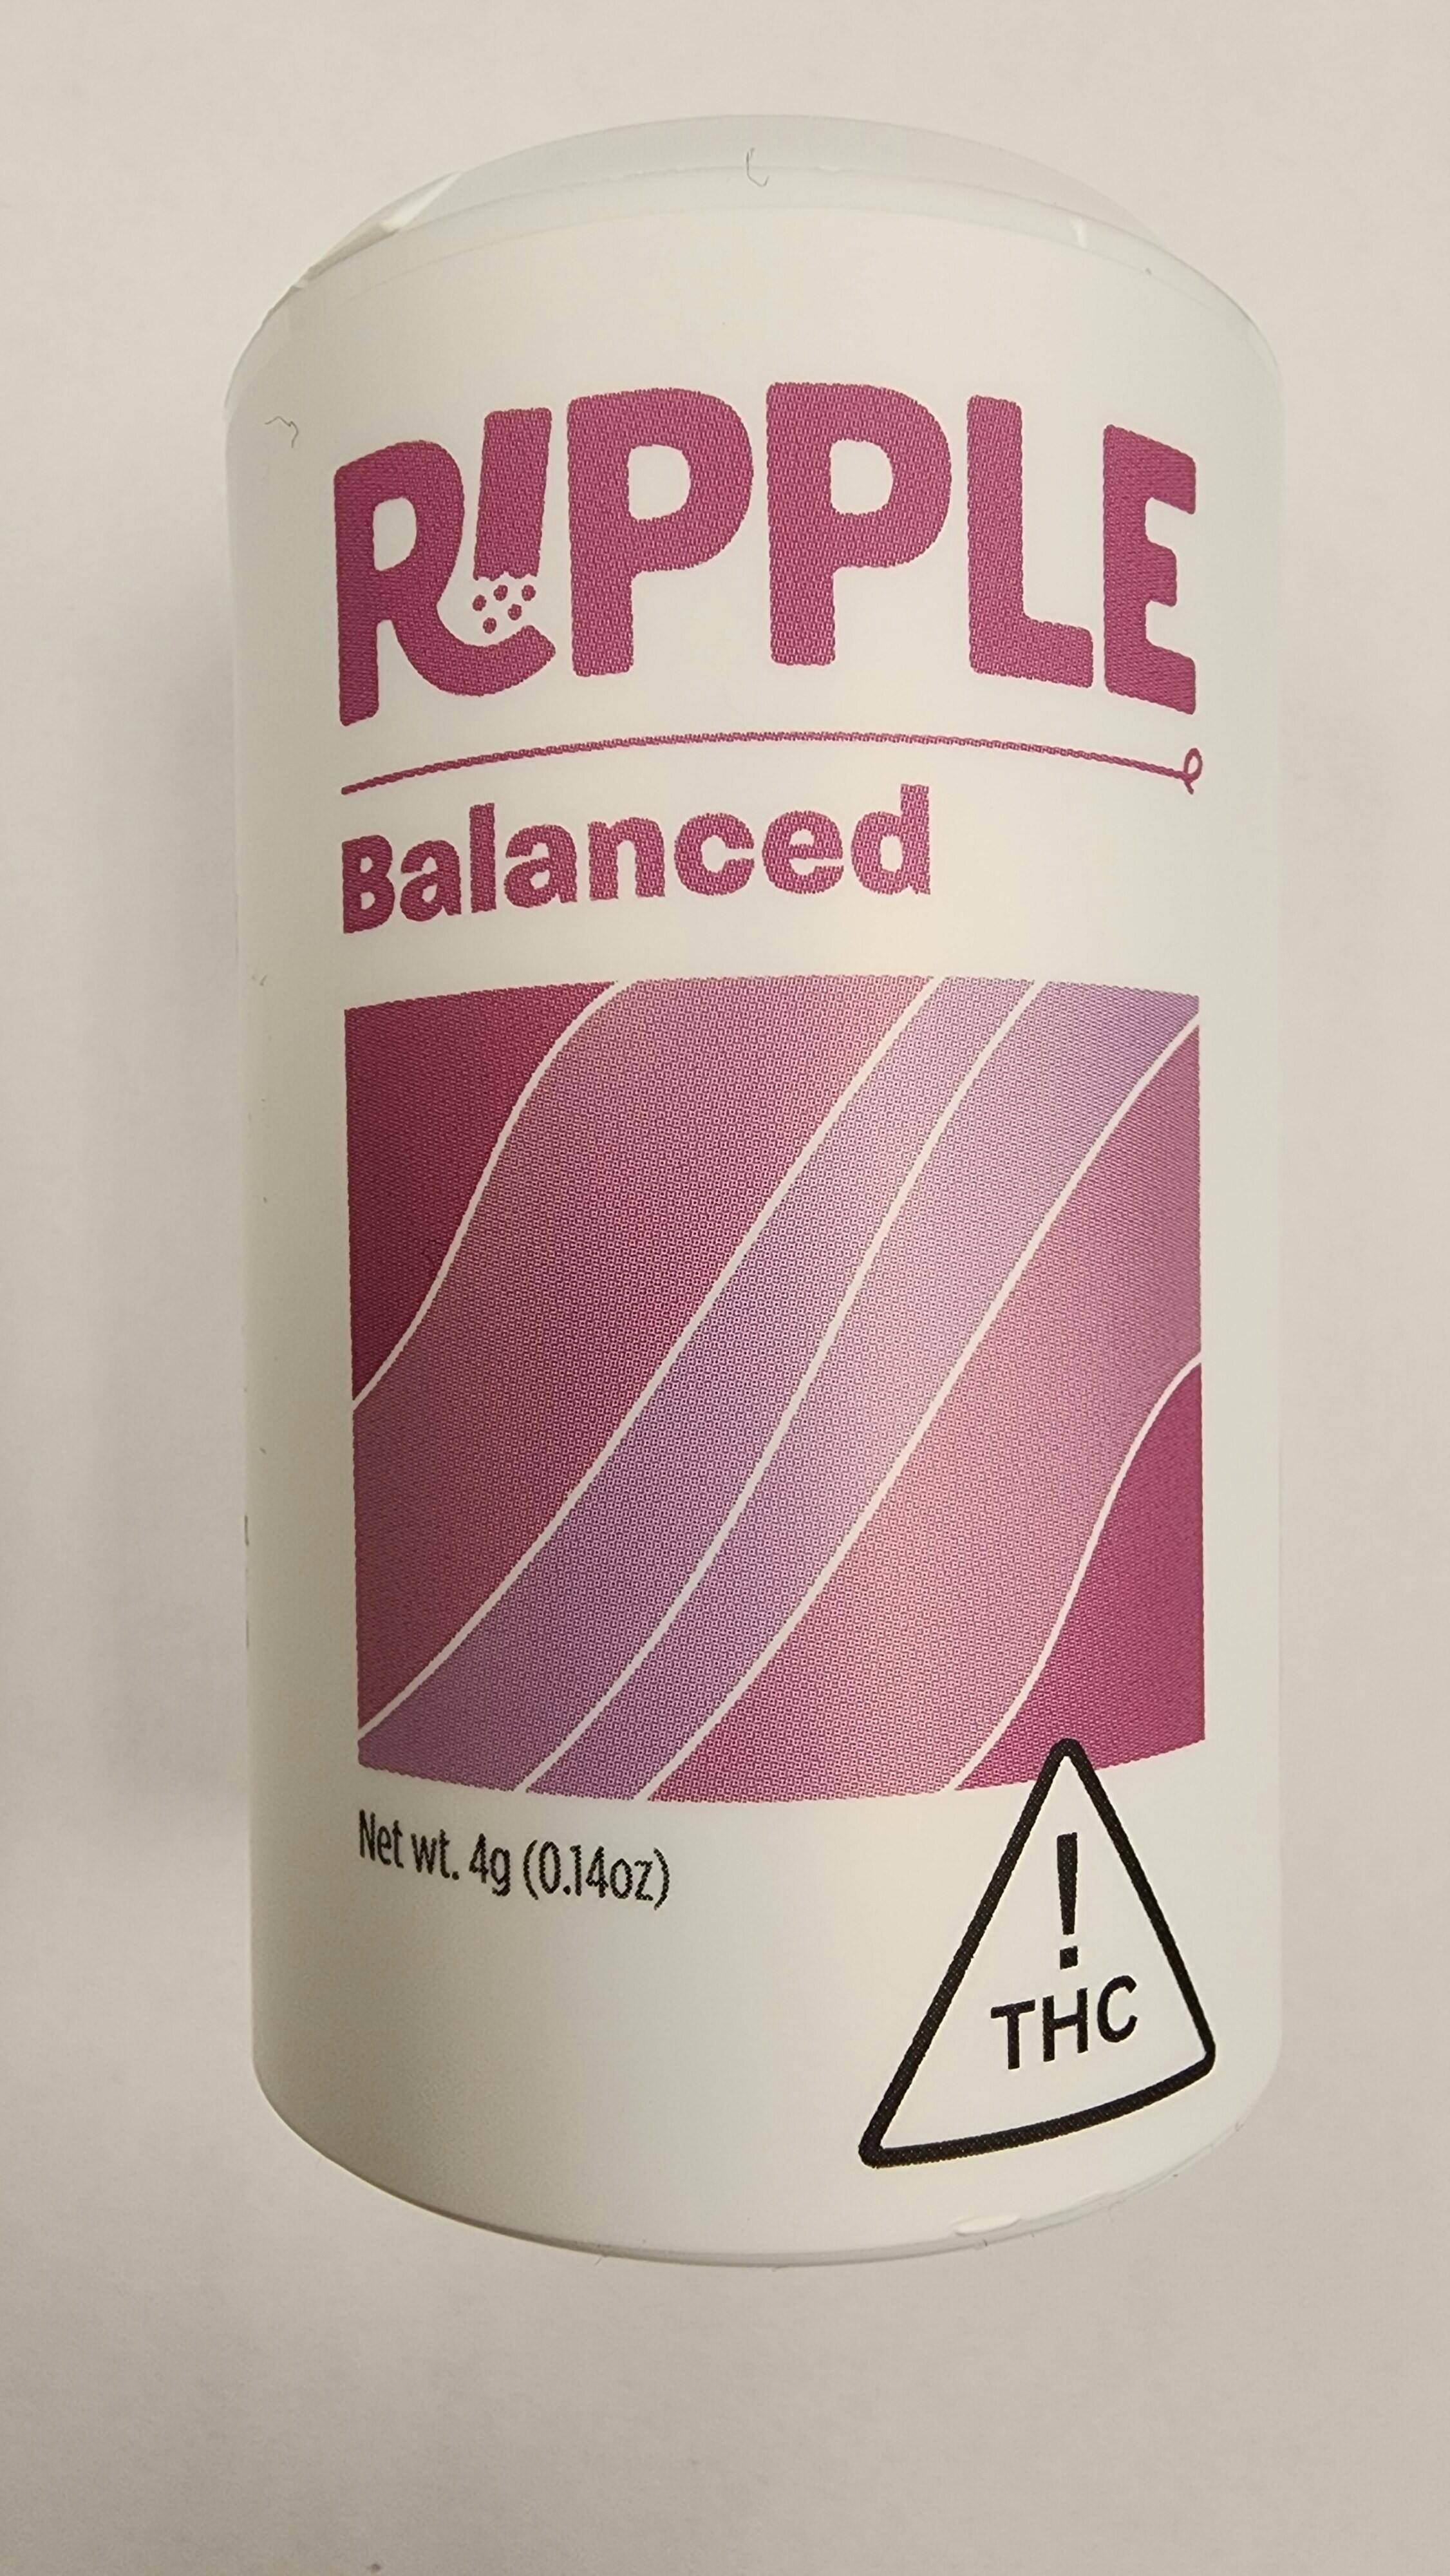 RIPPLE
Balanced
Net wt. 4g (0.14oz)
!
THC